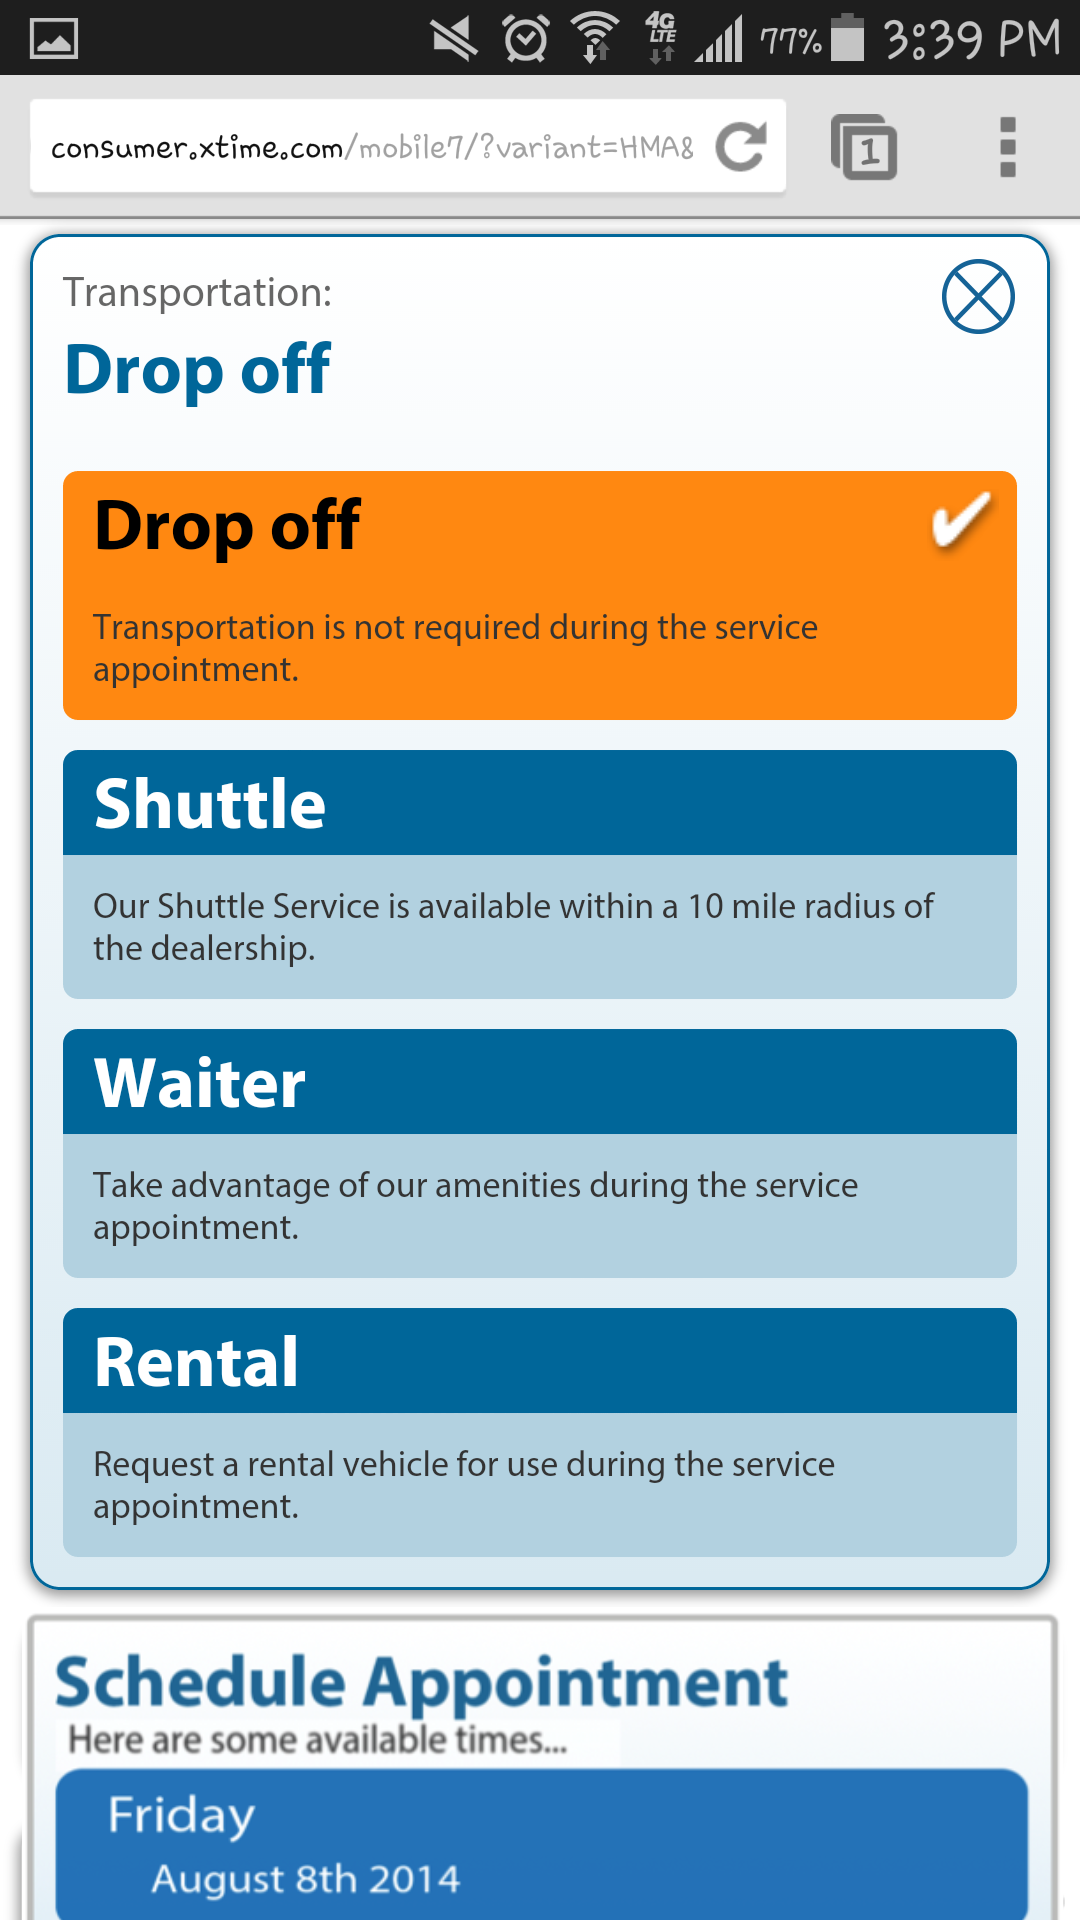 4G
LTE
77%
3:39 PM
consumer.xtime.com/mobile7/?variant=HMA&
1
Transportation:
Drop off
Drop off
Transportation is not required during the service
appointment.
Shuttle
Our Shuttle Service is available within a 10 mile radius of
the dealership.
Waiter
Take advantage of our amenities during the service
appointment.
Rental
Request a rental vehicle for use during the service
appointment.
Schedule Appointment
Here are some available times...
Friday
August 8th 2014